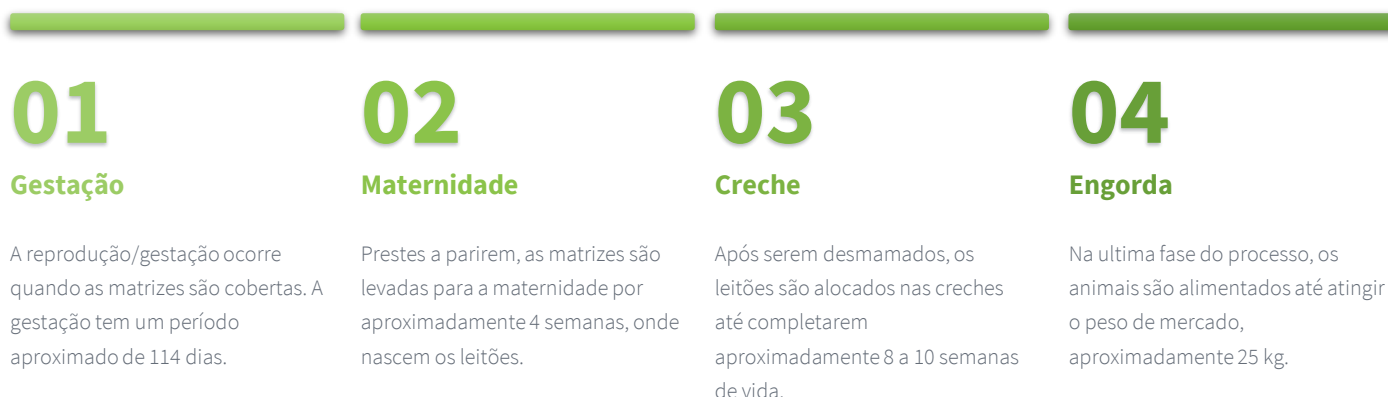 01
Gestação
A reprodução/gestação ocorre
quando as matrizes são cobertas. A
gestação tem um período
aproximado de 114 dias.
02
Maternidade
Prestes a parirem, as matrizes são
levadas para a maternidade por
aproximadamente 4 semanas, onde
nascem os leitões.
03
Creche
Após serem desmamados, os
leitões são alocados nas creches
até completarem
aproximadamente 8 a 10 semanas
de vida.
04
Engorda
Na ultima fase do processo, os
animais são alimentados até atingir
o peso de mercado,
aproximadamente 25 kg.